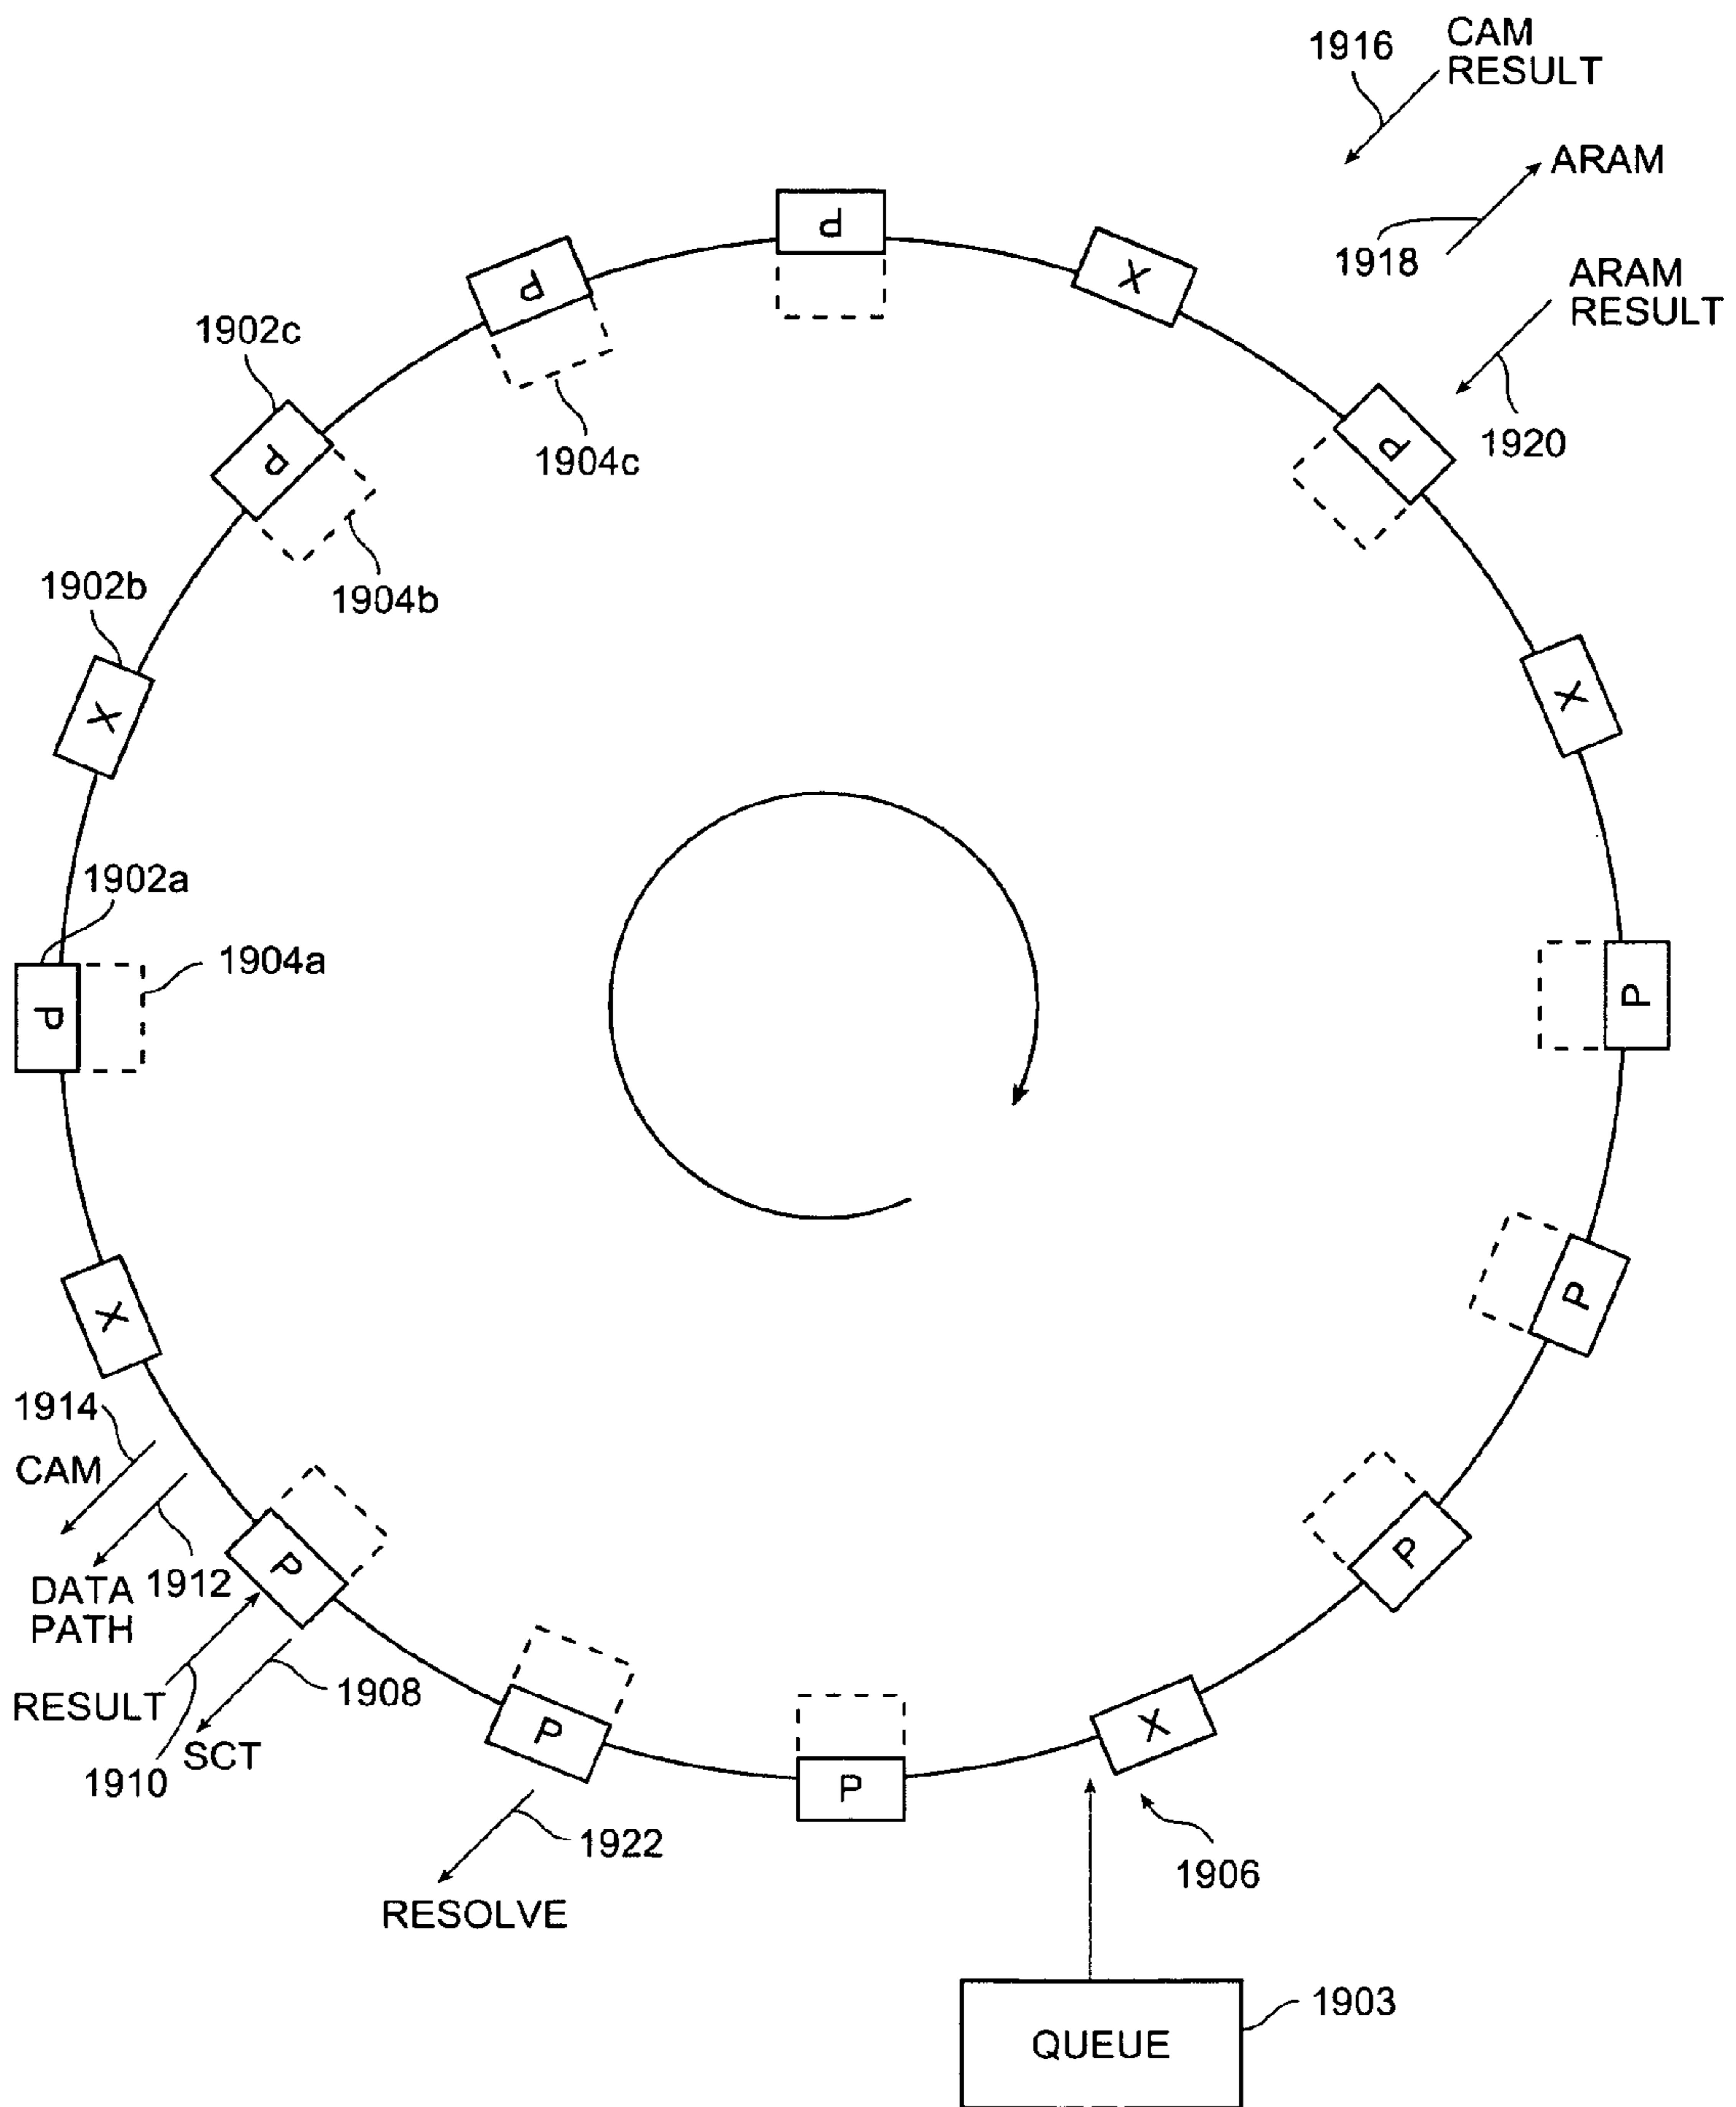 CAM
RESULT
1916
ARAM
1918
ARAM
RESULT
1920
P
P
X
1902c
P
1904c
P
1904b
1902b
X
X
1902a
1904a
P
P
X
P
1914
CAM
P
P
DATA
PATH
1912
RESULT
1908
SCT
1910
P
P
X
1922
RESOLVE
1906
1903
QUEUE